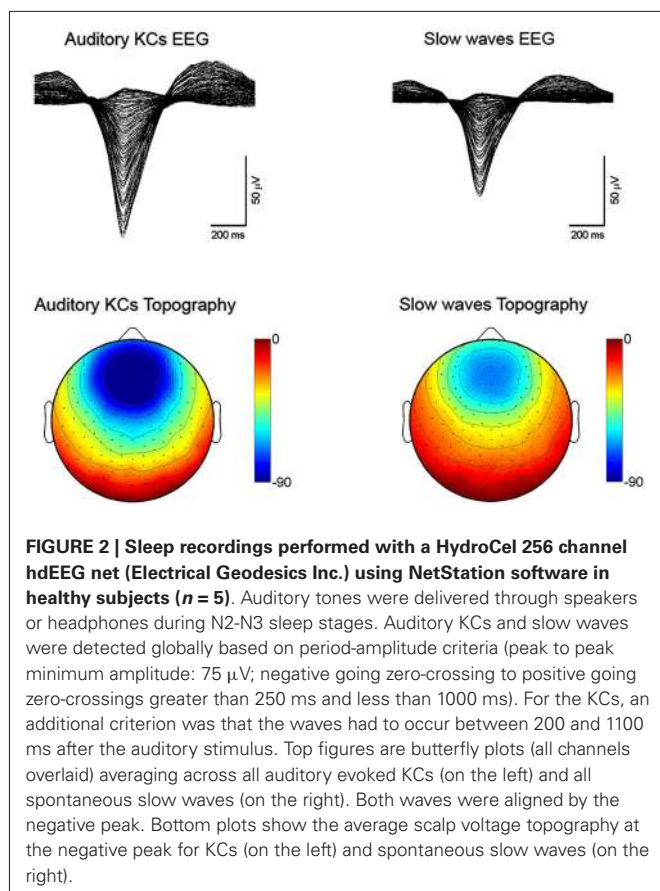 Auditory KCs EEG
Slow waves EEG
50 μV
200 ms
50 μV
200 ms
Auditory KCs Topography
Slow waves Topography
0
-90
0
-90
FIGURE 2 | Sleep recordings performed with a HydroCel 256 channel
hdEEG net (Electrical Geodesics Inc.) using NetStation software in
healthy subjects (n = 5). Auditory tones were delivered through speakers
or headphones during N2-N3 sleep stages. Auditory KCs and slow waves
were detected globally based on period-amplitude criteria (peak to peak
minimum amplitude: 75 μV; negative going zero-crossing to positive going
zero-crossings greater than 250 ms and less than 1000 ms). For the KCs, an
additional criterion was that the waves had to occur between 200 and 1100
ms after the auditory stimulus. Top figures are butterfly plots (all channels
overlaid) averaging across all auditory evoked KCs (on the left) and all
spontaneous slow waves (on the right). Both waves were aligned by the
negative peak. Bottom plots show the average scalp voltage topography at
the negative peak for KCs (on the left) and spontaneous slow waves (on the
right).